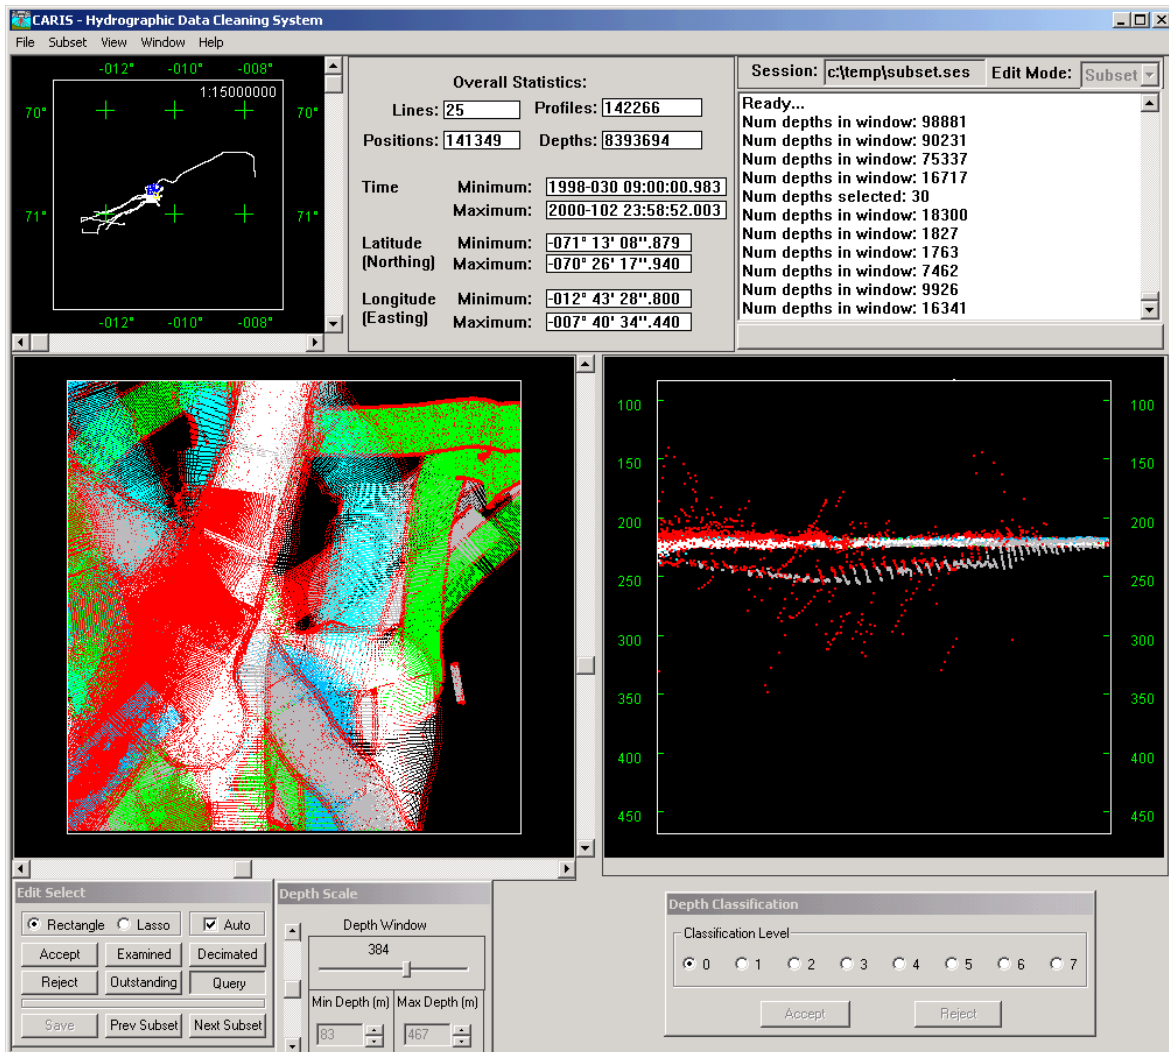 CARIS - Hydrographic Data Cleaning System
File Subset View Window Help
-012° -010° -008°
1:15000000
70° 70°
71° 71°
-012° -010° -008°
Overall Statistics:
Lines: 25 Profiles: 142266
Positions: 141349 Depths: 8393694
Time Minimum: 1998-030 09:00:00.983
Maximum: 2000-102 23:58:52.003
Latitude Minimum: -071° 13' 08".879
(Northing) Maximum: -070° 26' 17".940
Longitude Minimum: -012° 43' 28".800
(Easting) Maximum: -007° 40' 34".440
Session: c:\temp\subset.ses Edit Mode: Subset
Ready...
Num depths in window: 98881
Num depths in window: 90231
Num depths in window: 75337
Num depths in window: 16717
Num depths selected: 30
Num depths in window: 18300
Num depths in window: 1827
Num depths in window: 1763
Num depths in window: 7462
Num depths in window: 9926
Num depths in window: 16341
100 100
150 150
200 200
250 250
300 300
350 350
400 400
450 450
Edit Select
Rectangle Lasso Auto
Accept Examined Decimated
Reject Outstanding Query
Save Prev Subset Next Subset
Depth Scale
Depth Window
384
Min Depth (m) Max Depth (m)
83 467
Depth Classification
Classification Level
0 1 2 3 4 5 6 7
Accept Reject